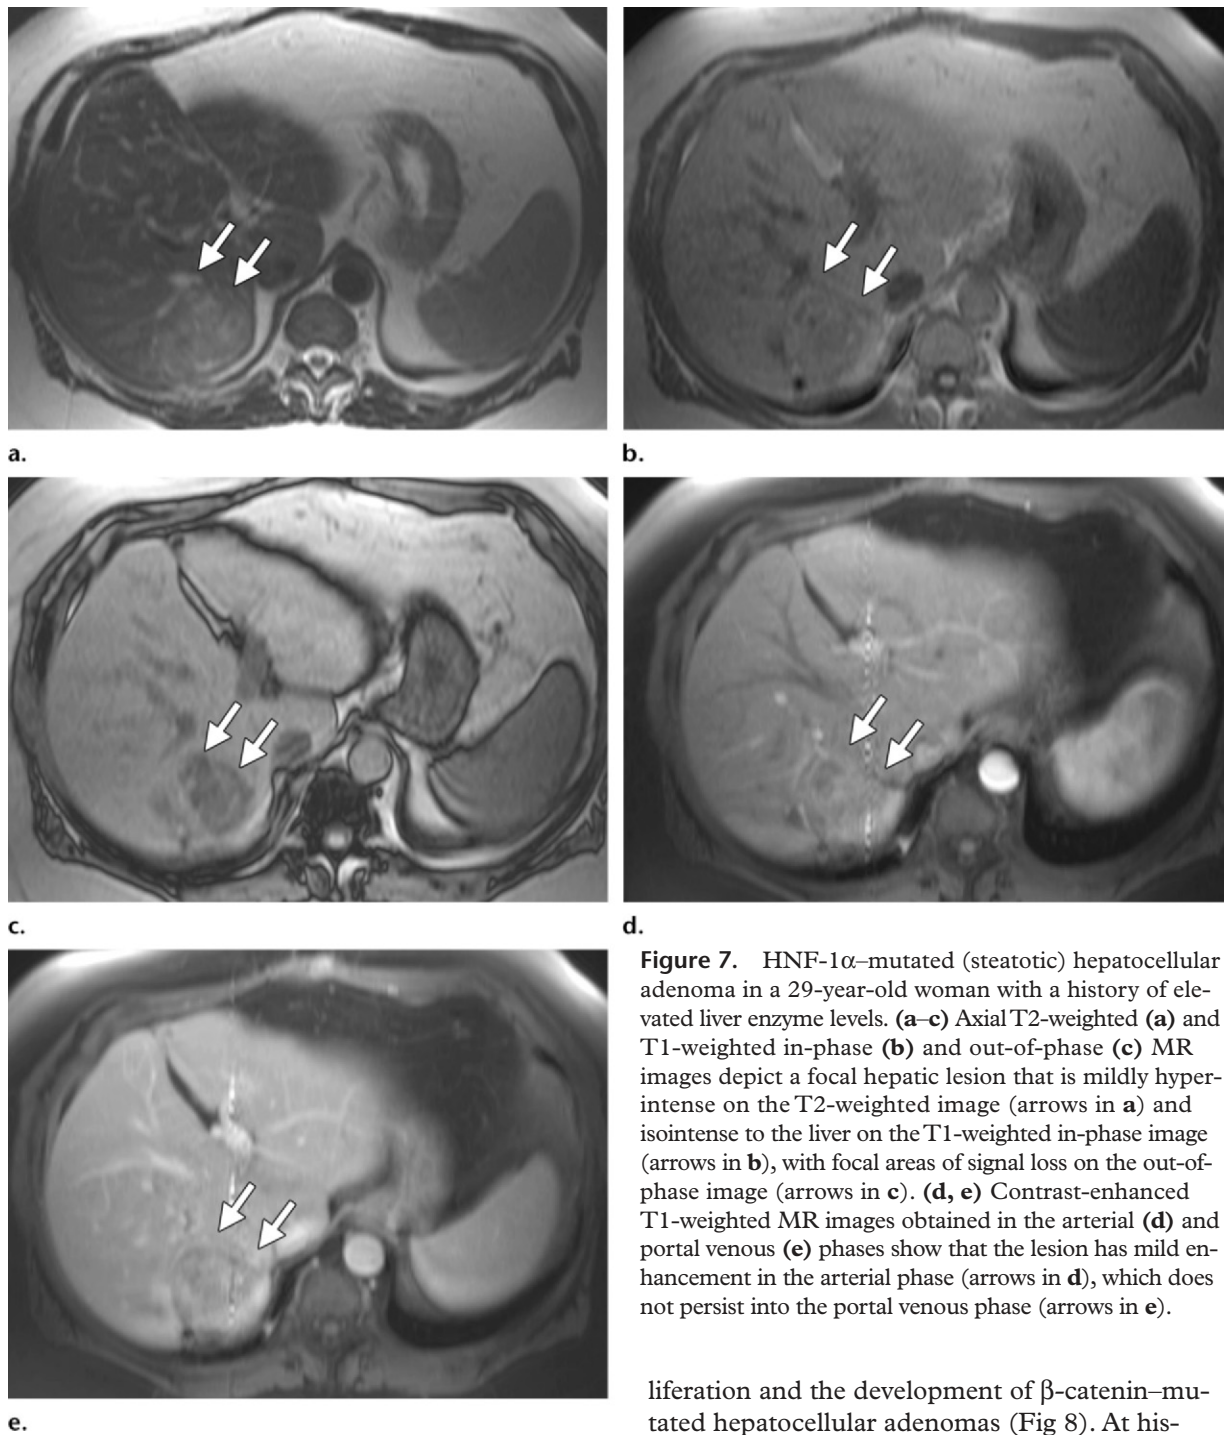 a.
b.
c.
d.
Figure 7. HNF-1α–mutated (steatotic) hepatocellular
adenoma in a 29-year-old woman with a history of ele-
vated liver enzyme levels. (a–c) Axial T2-weighted (a) and
T1-weighted in-phase (b) and out-of-phase (c) MR
images depict a focal hepatic lesion that is mildly hyper-
intense on the T2-weighted image (arrows in a) and
isointense to the liver on the T1-weighted in-phase image
(arrows in b), with focal areas of signal loss on the out-of-
phase image (arrows in c). (d, e) Contrast-enhanced
T1-weighted MR images obtained in the arterial (d) and
portal venous (e) phases show that the lesion has mild en-
hancement in the arterial phase (arrows in d), which does
not persist into the portal venous phase (arrows in e).
e.
liferation and the development of β-catenin–mu-
tated hepatocellular adenomas (Fig 8). At his-